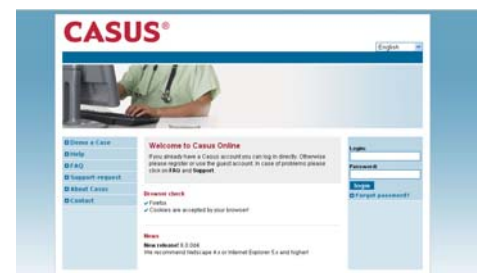 CASUS®
English
Demo a Case
Help
FAQ
Support-request
About Casus
Contact
Welcome to Casus Online
If you already have a Casus account you can log in directly. Otherwise
please register or use the guest account. In case of problems please
click on FAQ and Support.
Browser check
Firefox
Cookies are accepted by your browser!
News
New release!
We recommend Netscape 4.x or Internet Explorer 5.x and higher!
Login:
Password:
login
Forgot password?